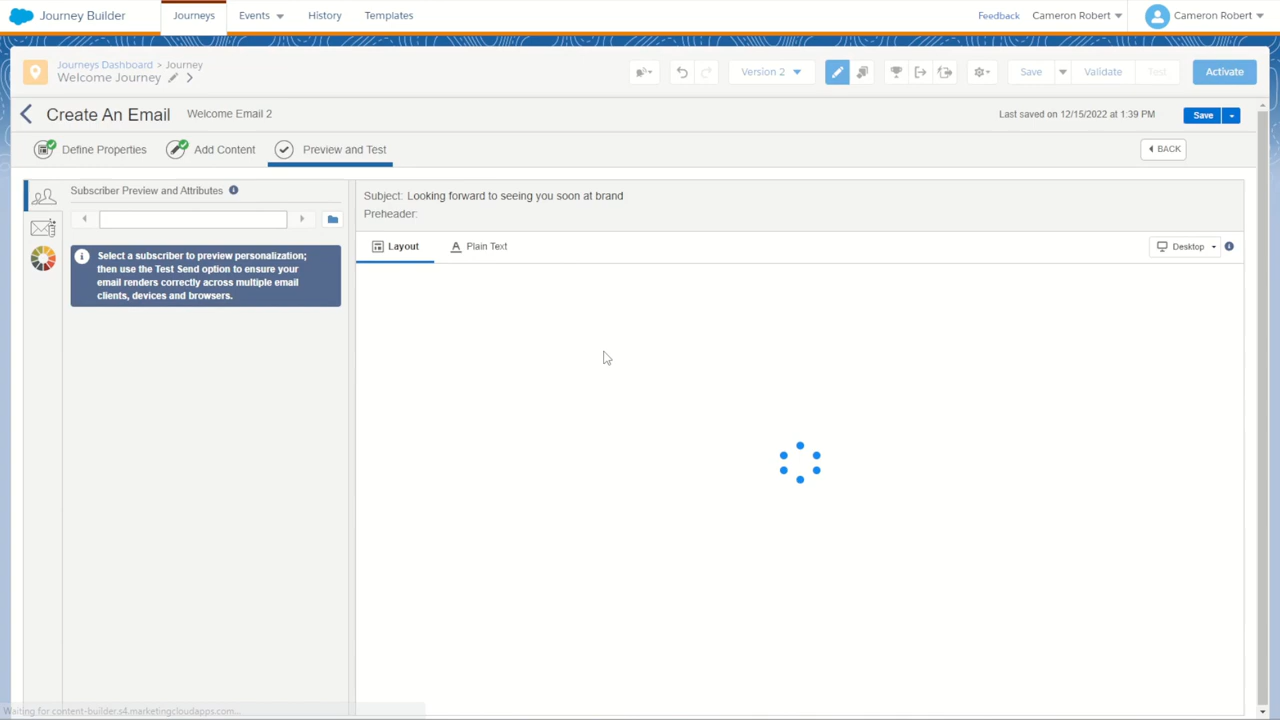 Journey Builder
Journeys
Events
History
Templates
Feedback
Cameron Robert
Cameron Robert
Journeys Dashboard > Journey
Welcome Journey
Version 2
Save
Validate
Test
Activate
Create An Email
Welcome Email 2
Last saved on 12/15/2022 at 1:39 PM
Save
Define Properties
Add Content
Preview and Test
BACK
Subscriber Preview and Attributes
Select a subscriber to preview personalization;
then use the Test Send option to ensure your
email renders correctly across multiple email
clients, devices and browsers.
Subject: Looking forward to seeing you soon at brand
Preheader:
Layout
Plain Text
Desktop
Waiting for content-builder.s4.marketingcloudapps.com...